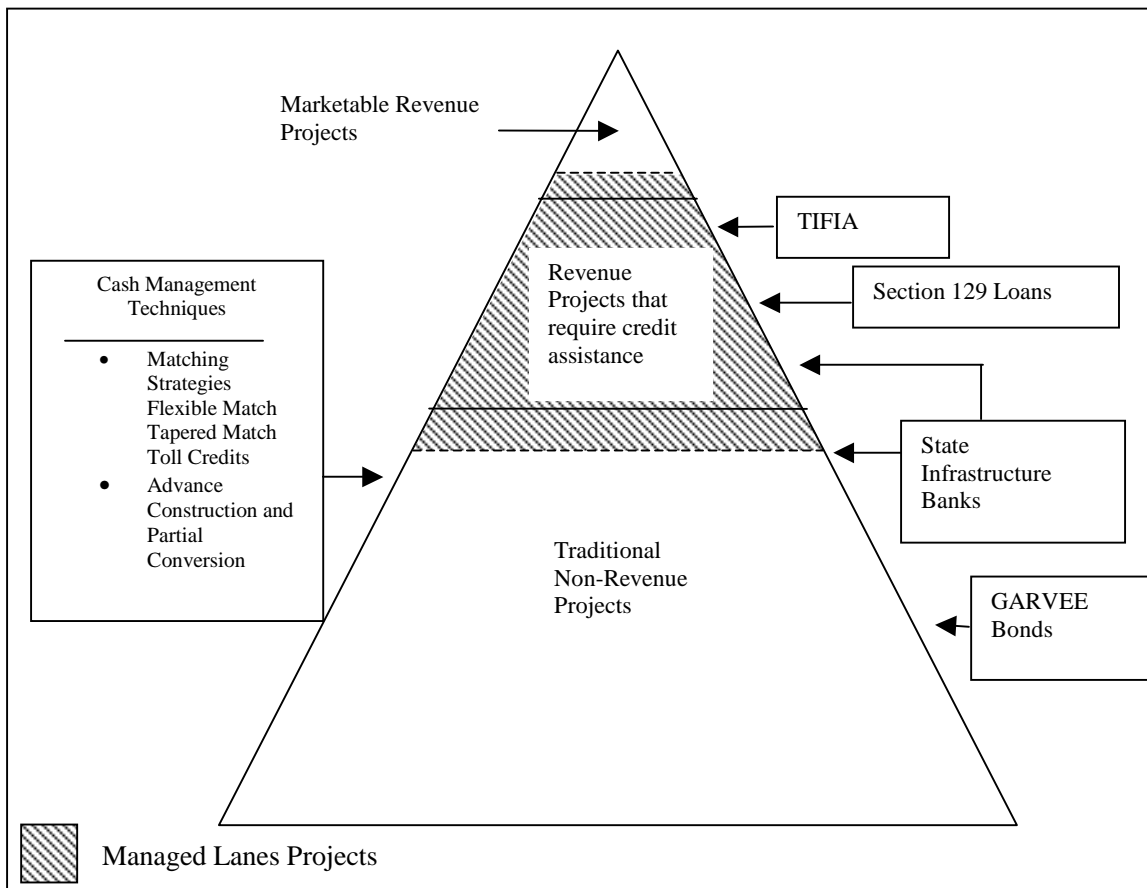 Marketable Revenue
Projects
TIFIA
Revenue
Projects that
require credit
assistance
Section 129 Loans
Cash Management
Techniques
• Matching
Strategies
Flexible Match
Tapered Match
Toll Credits
• Advance
Construction and
Partial
Conversion
State
Infrastructure
Banks
Traditional
Non-Revenue
Projects
GARVEE
Bonds
Managed Lanes Projects